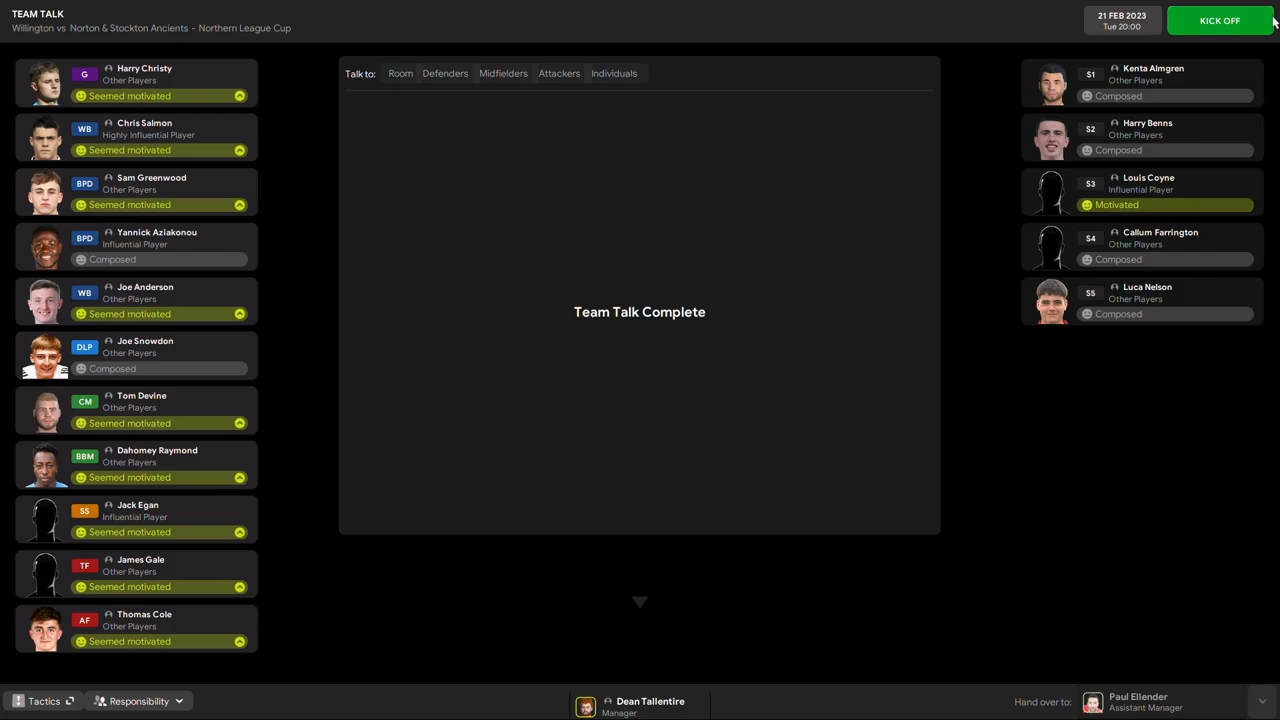 TEAM TALK
Willington vs Norton & Stockton Ancients - Northern League Cup
21 FEB 2023
Tue 20:00
KICK OFF
G Harry Christy
Other Players
Seemed motivated
WB Chris Salmon
Highly Influential Player
Seemed motivated
BPD Sam Greenwood
Other Players
Seemed motivated
BPD Yannick Aziakonou
Influential Player
Composed
WB Joe Anderson
Other Players
Seemed motivated
DLP Joe Snowdon
Other Players
Composed
CM Tom Devine
Other Players
Seemed motivated
BBM Dahomey Raymond
Other Players
Seemed motivated
SS Jack Egan
Influential Player
Seemed motivated
TF James Gale
Other Players
Seemed motivated
AF Thomas Cole
Other Players
Seemed motivated
Talk to: Room Defenders Midfielders Attackers Individuals
Team Talk Complete
S1 Kenta Almgren
Other Players
Composed
S2 Harry Benns
Other Players
Composed
S3 Louis Coyne
Influential Player
Motivated
S4 Callum Farrington
Other Players
Composed
S5 Luca Nelson
Other Players
Composed
Tactics Responsibility
Dean Tallentire
Manager
Hand over to: Paul Ellender
Assistant Manager